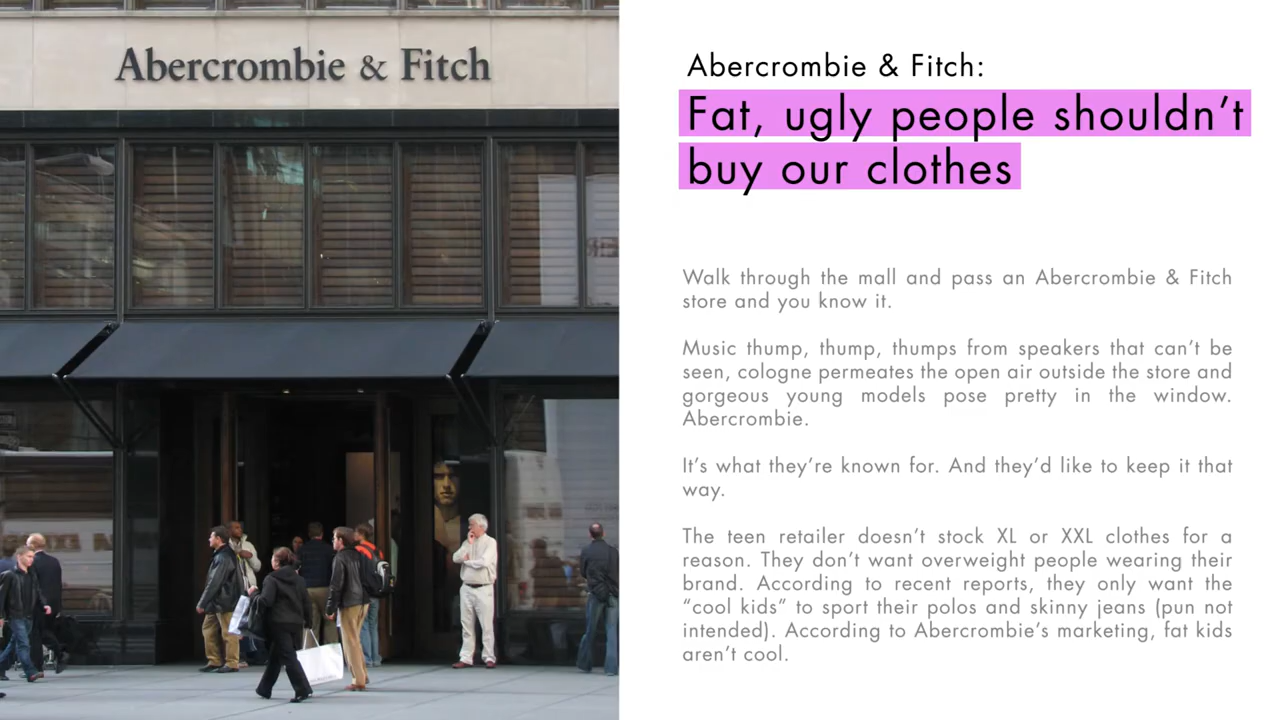 Abercrombie & Fitch
Abercrombie & Fitch:
Fat, ugly people shouldn’t
buy our clothes
Walk through the mall and pass an Abercrombie & Fitch
store and you know it.
Music thump, thump, thumps from speakers that can’t be
seen, cologne permeates the open air outside the store and
gorgeous young models pose pretty in the window.
Abercrombie.
It’s what they’re known for. And they’d like to keep it that
way.
The teen retailer doesn’t stock XL or XXL clothes for a
reason. They don’t want overweight people wearing their
brand. According to recent reports, they only want the
“cool kids” to sport their polos and skinny jeans (pun not
intended). According to Abercrombie’s marketing, fat kids
aren’t cool.